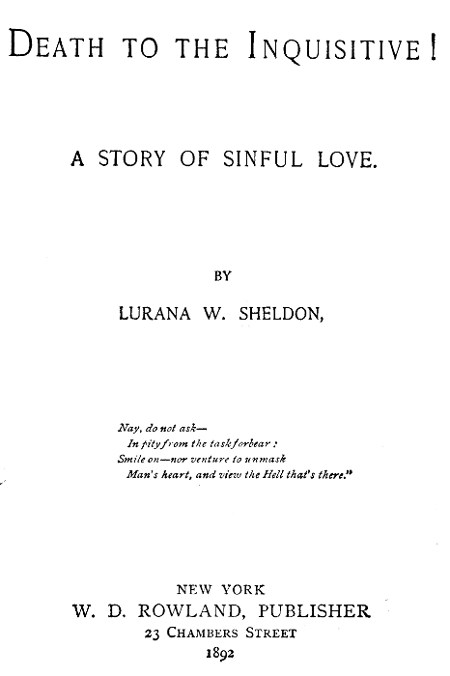 DEATH TO THE INQUISITIVE!
A STORY OF SINFUL LOVE.
BY
LURANA W. SHELDON,
Nay, do not ask—
In pity from the task forbear:
Smile on—nor venture to unmask
Man's heart, and view the Hell that's there."
NEW YORK
W. D. ROWLAND, PUBLISHER
23 CHAMBERS STREET
1892